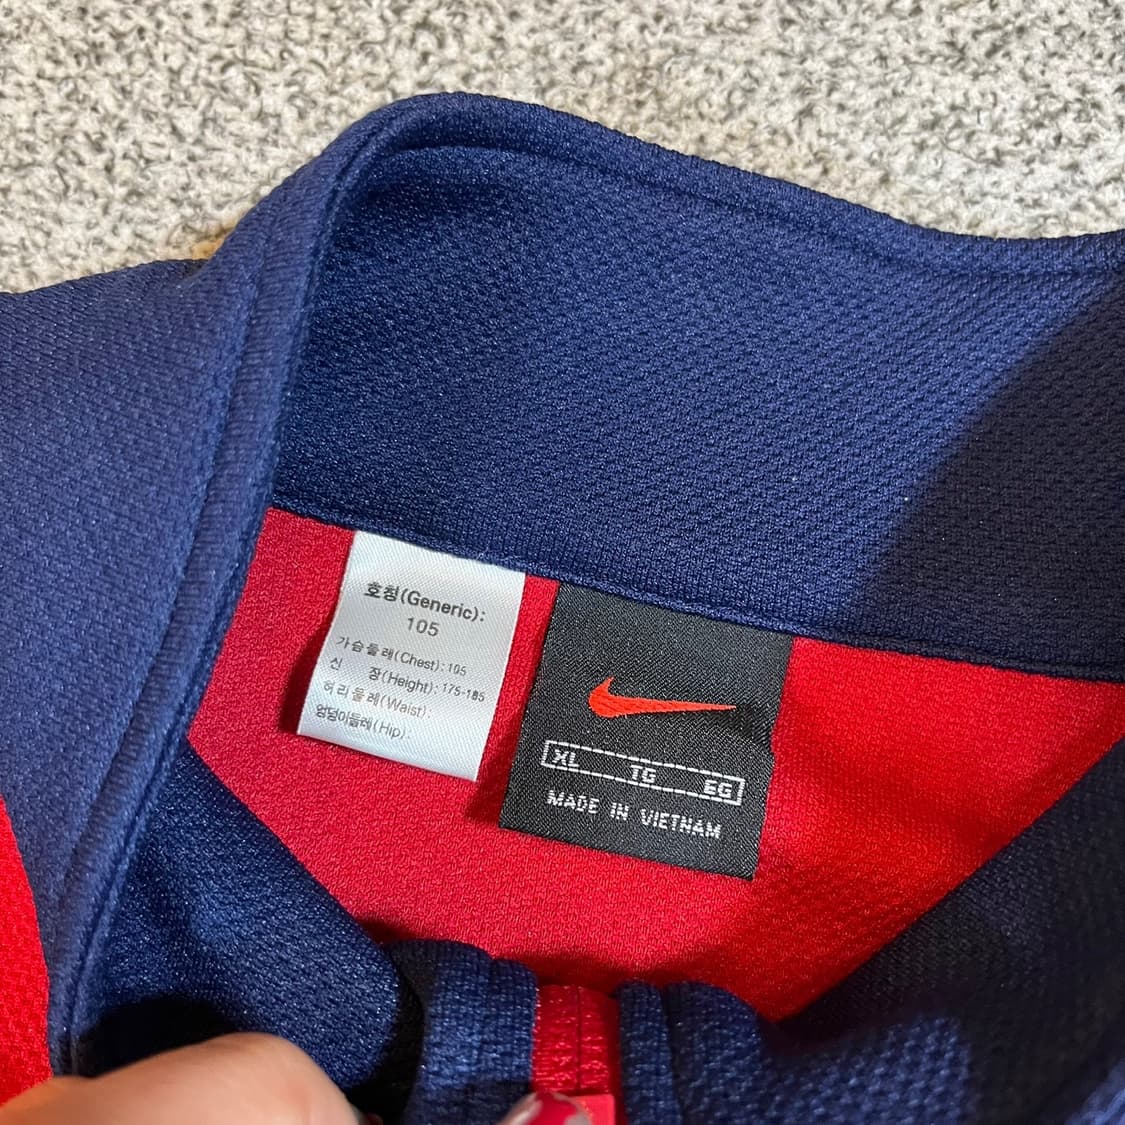 호칭(Generic):
105
가슴둘레(Chest): 105
신 장(Height): 175-185
허리둘레(Waist):
엉덩이둘레(Hip):
XL TG EG
MADE IN VIETNAM